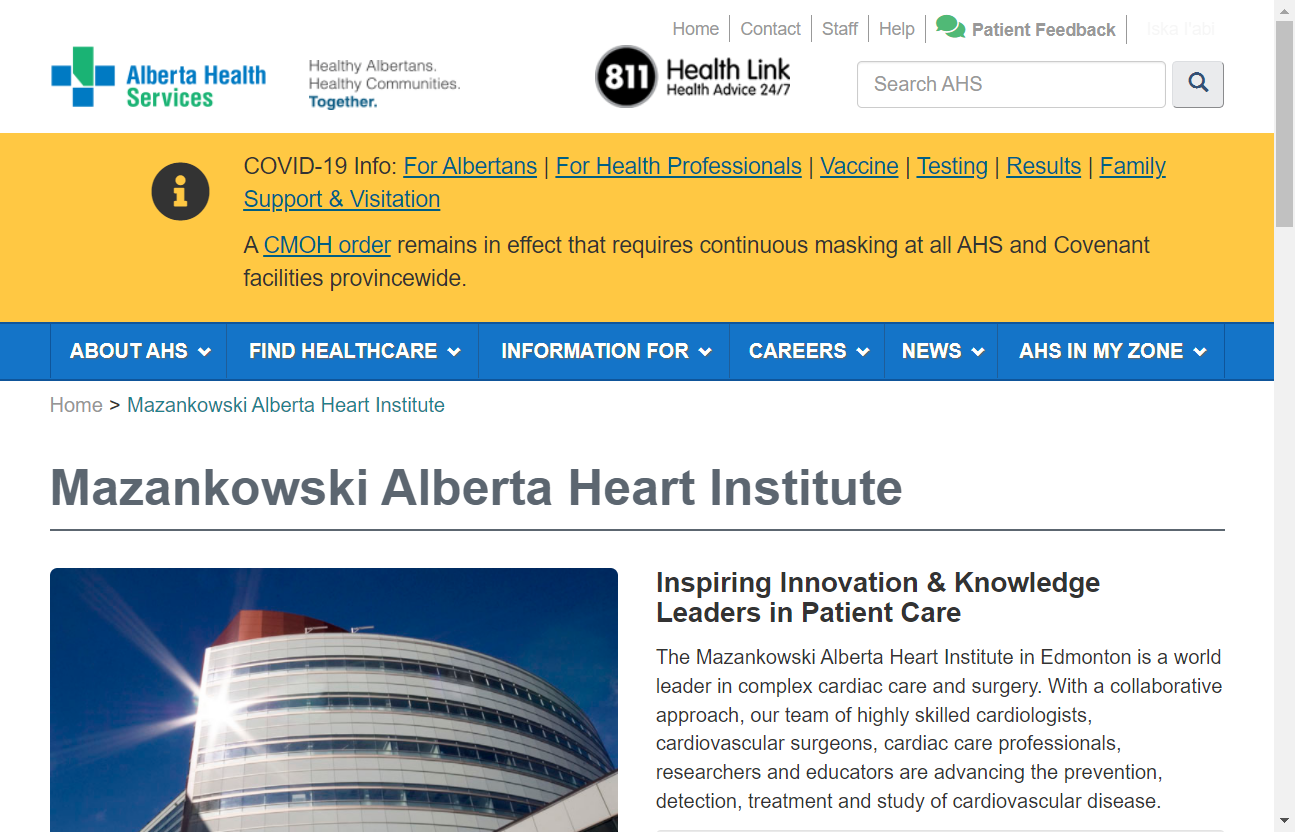 Home Contact Staff Help Patient Feedback Iska l'abi
Alberta Health
Services
Healthy Albertans.
Healthy Communities.
Together.
811 Health Link
Health Advice 24/7
Search AHS
COVID-19 Info: For Albertans | For Health Professionals | Vaccine | Testing | Results | Family
Support & Visitation
A CMOH order remains in effect that requires continuous masking at all AHS and Covenant
facilities provincewide.
ABOUT AHS FIND HEALTHCARE INFORMATION FOR CAREERS NEWS AHS IN MY ZONE
Home > Mazankowski Alberta Heart Institute
Mazankowski Alberta Heart Institute
Inspiring Innovation & Knowledge
Leaders in Patient Care
The Mazankowski Alberta Heart Institute in Edmonton is a world
leader in complex cardiac care and surgery. With a collaborative
approach, our team of highly skilled cardiologists,
cardiovascular surgeons, cardiac care professionals,
researchers and educators are advancing the prevention,
detection, treatment and study of cardiovascular disease.